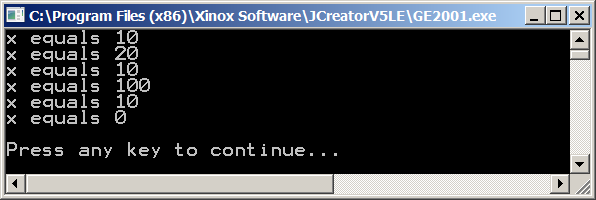 C:\Program Files (x86)\Xinox Software\JCreatorV5LE\GE2001.exe
x equals 10
x equals 20
x equals 10
x equals 100
x equals 10
x equals 0
Press any key to continue...